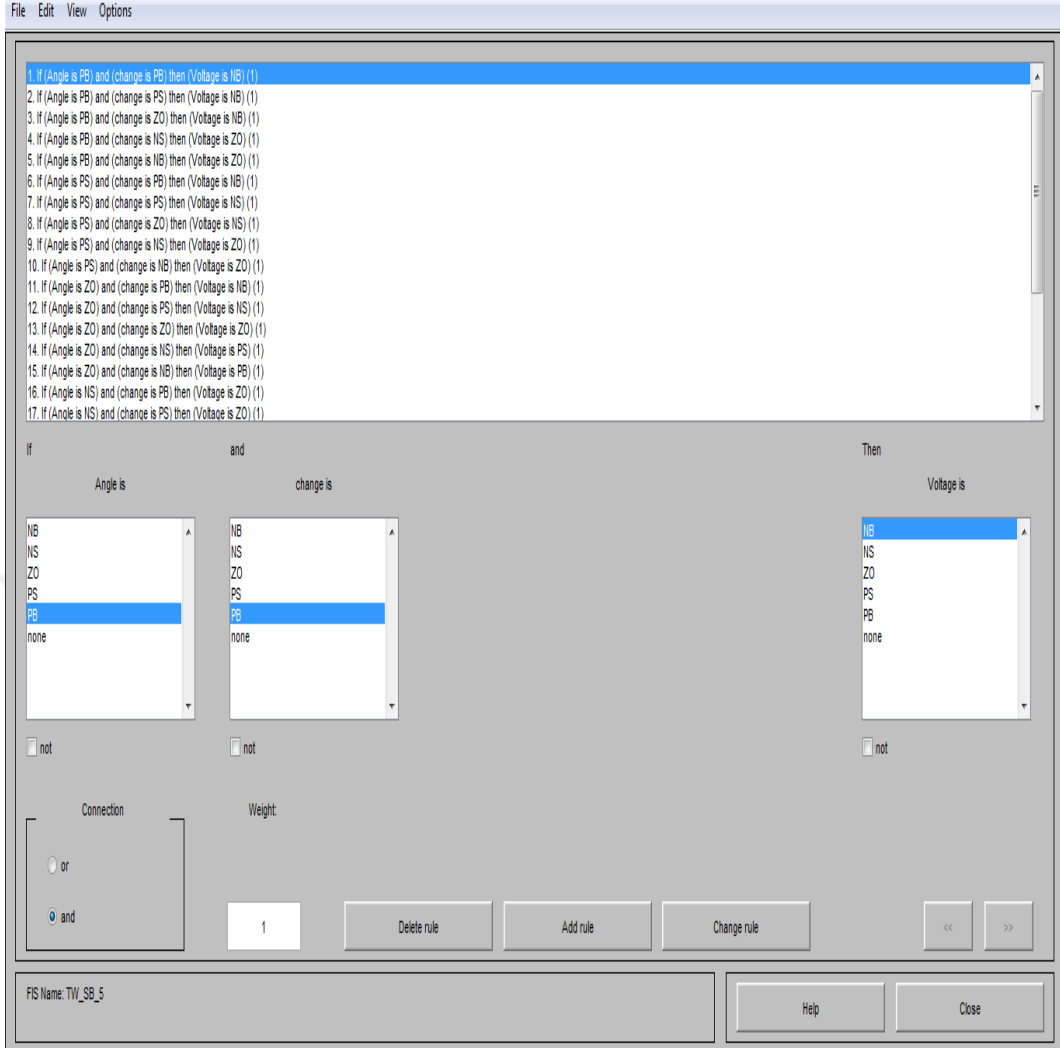 File Edit View Options
1. If (Angle is PB) and (change is PB) then (Voltage is NB) (1)
2. If (Angle is PB) and (change is PS) then (Voltage is NB) (1)
3. If (Angle is PB) and (change is ZO) then (Voltage is NB) (1)
4. If (Angle is PB) and (change is NS) then (Voltage is ZO) (1)
5. If (Angle is PB) and (change is NB) then (Voltage is ZO) (1)
6. If (Angle is PS) and (change is PB) then (Voltage is NB) (1)
7. If (Angle is PS) and (change is PS) then (Voltage is NS) (1)
8. If (Angle is PS) and (change is ZO) then (Voltage is NS) (1)
9. If (Angle is PS) and (change is NS) then (Voltage is ZO) (1)
10. If (Angle is PS) and (change is NB) then (Voltage is ZO) (1)
11. If (Angle is ZO) and (change is PB) then (Voltage is NB) (1)
12. If (Angle is ZO) and (change is PS) then (Voltage is NS) (1)
13. If (Angle is ZO) and (change is ZO) then (Voltage is ZO) (1)
14. If (Angle is ZO) and (change is NS) then (Voltage is PS) (1)
15. If (Angle is ZO) and (change is NB) then (Voltage is PB) (1)
16. If (Angle is NS) and (change is PB) then (Voltage is ZO) (1)
17. If (Angle is NS) and (change is PS) then (Voltage is ZO) (1)
If and Then
Angle is change is Voltage is
NB NB NB
NS NS NS
ZO ZO ZO
PS PS PS
PB PB PB
none none none
not not not
Connection Weight:
or
and 1 Delete rule Add rule Change rule << >>
FIS Name: TW_SB_5 Help Close